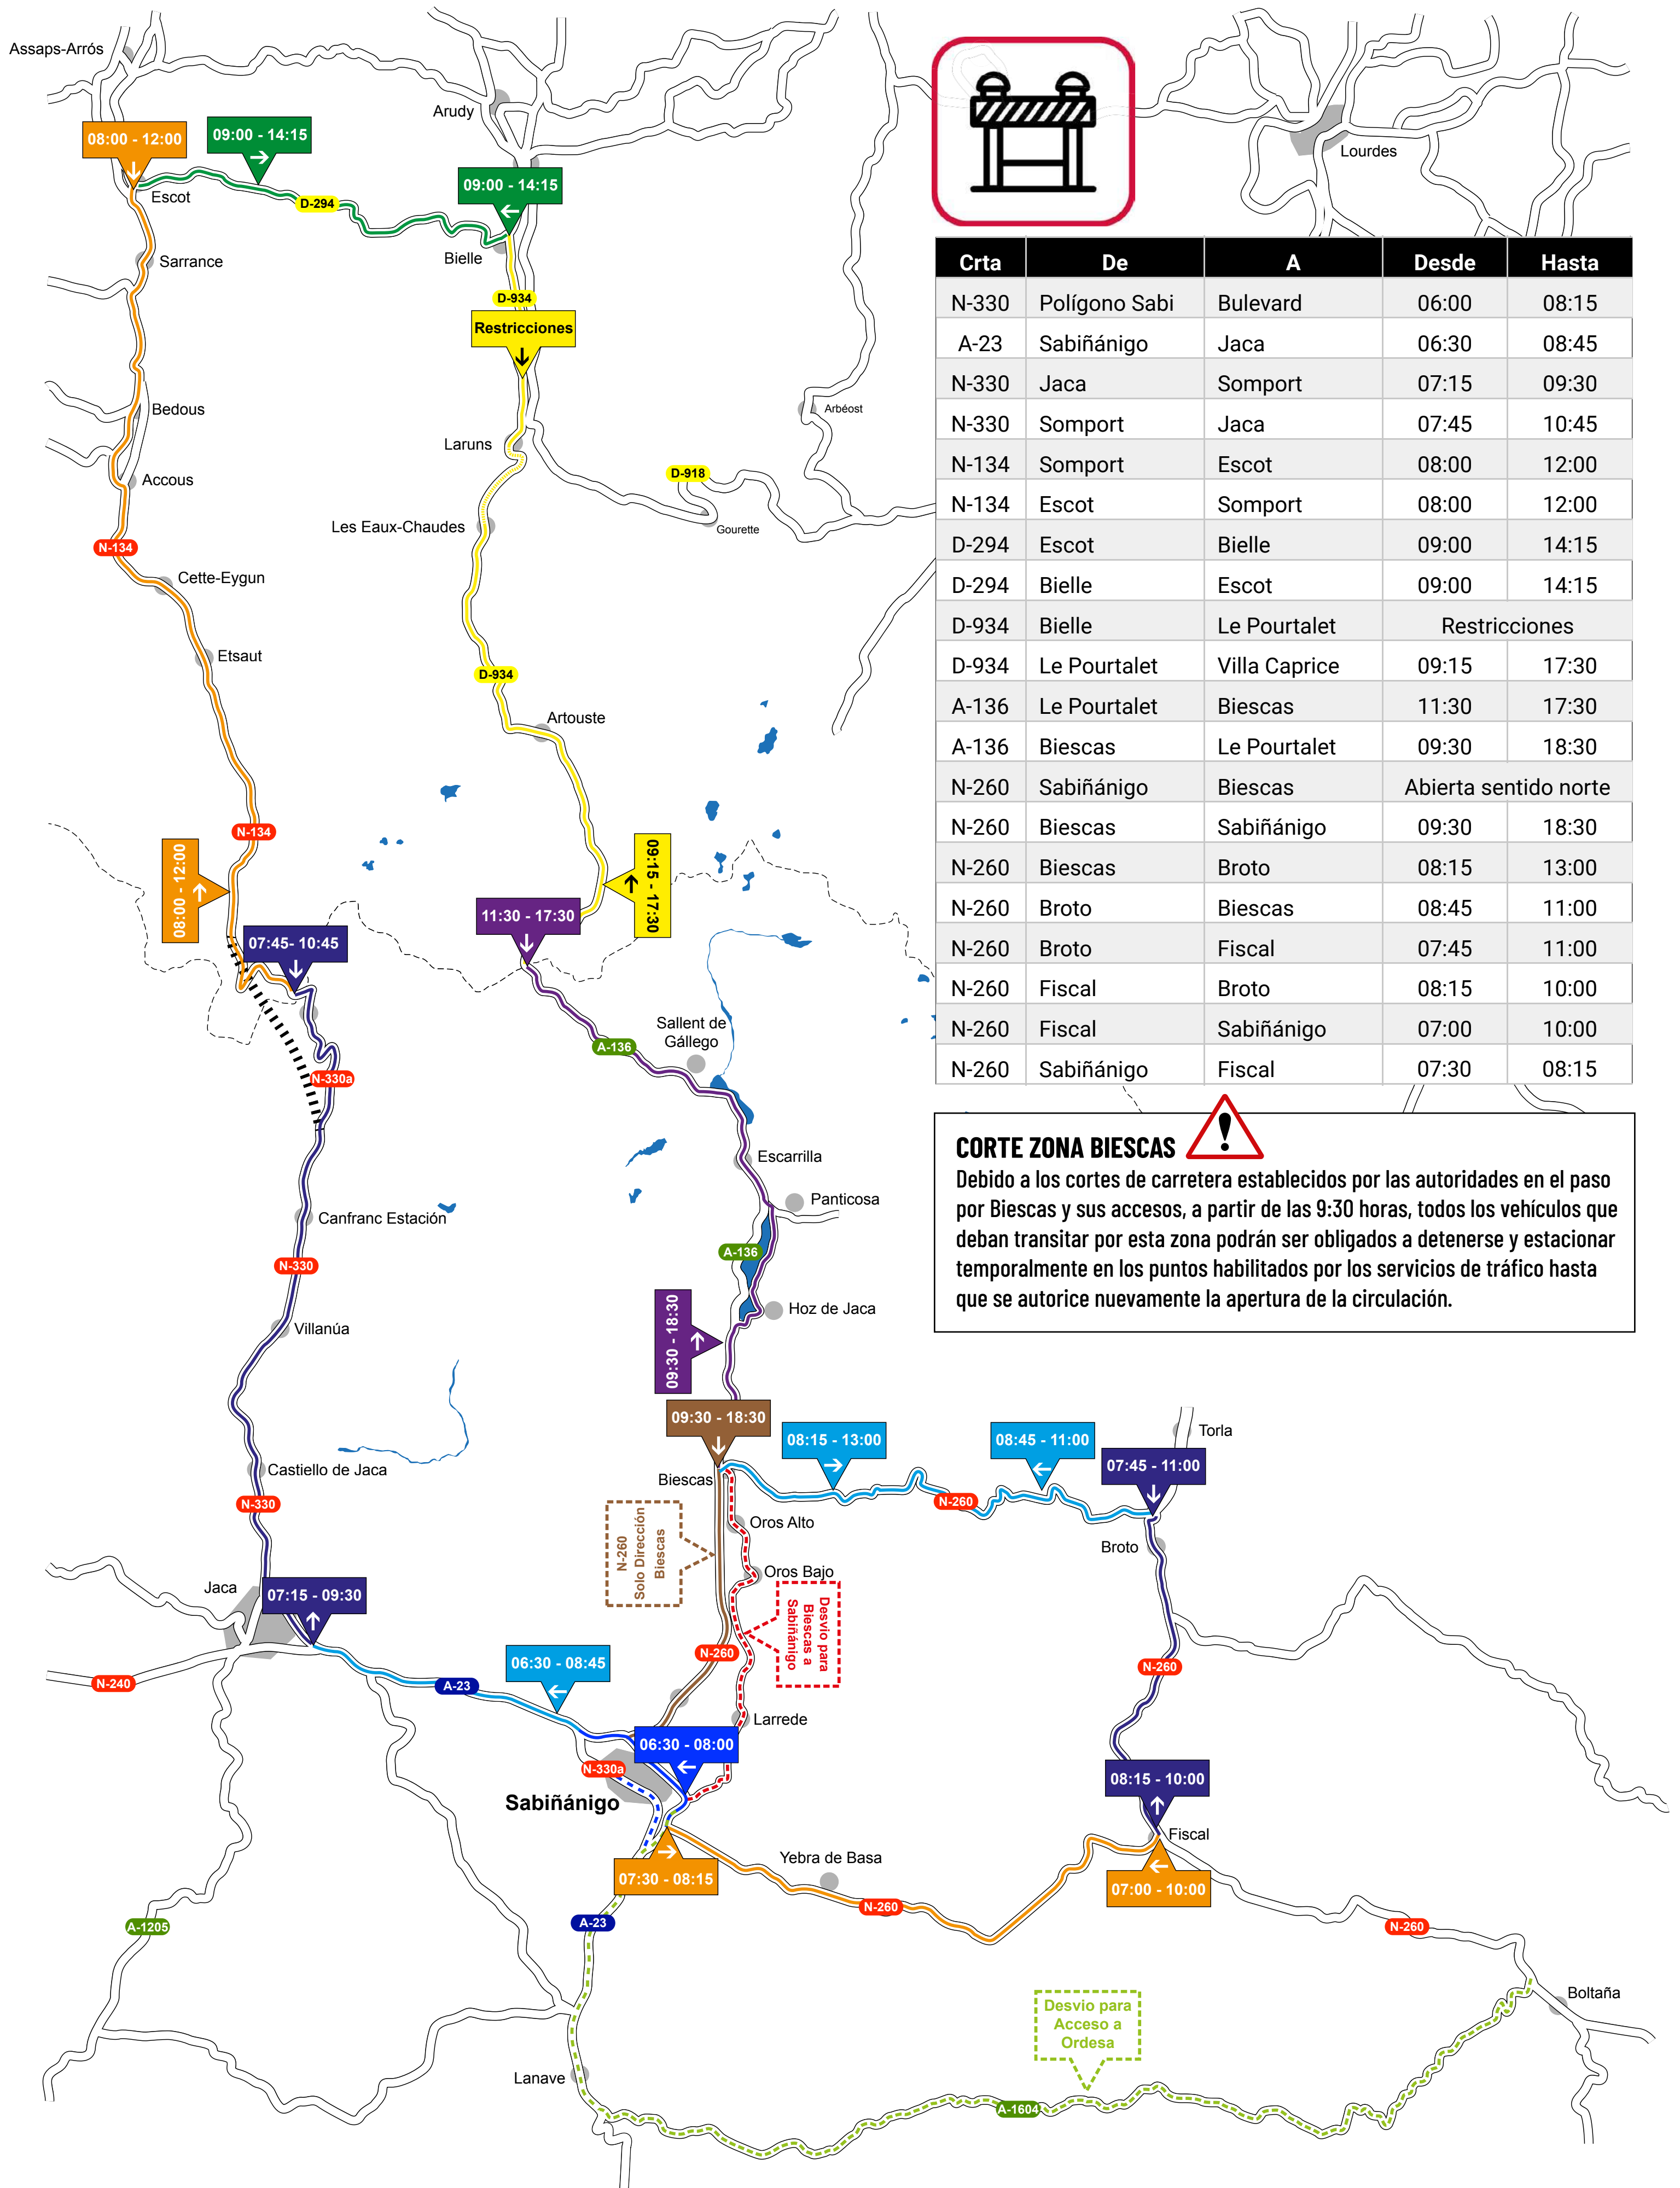 Assaps-Arrós
Arudy
Lourdes
08:00 - 12:00
09:00 - 14:15
09:00 - 14:15
Escot
D-294
Bielle
Sarrance
D-934
Restricciones
Bedous
Arbéost
Laruns
Accous
D-918
Les Eaux-Chaudes
Gourette
N-134
Cette-Eygun
Etsaut
D-934
Artouste
N-134
08:00 - 12:00
09:15 - 17:30
11:30 - 17:30
07:45- 10:45
Sallent de
Gállego
A-136
N-330a
Escarrilla
Panticosa
Canfranc Estación
A-136
N-330
Hoz de Jaca
Villanúa
09:30 - 18:30
Crta De A Desde Hasta
N-330 Polígono Sabi Bulevard 06:00 08:15
A-23 Sabiñánigo Jaca 06:30 08:45
N-330 Jaca Somport 07:15 09:30
N-330 Somport Jaca 07:45 10:45
N-134 Somport Escot 08:00 12:00
N-134 Escot Somport 08:00 12:00
D-294 Escot Bielle 09:00 14:15
D-294 Bielle Escot 09:00 14:15
D-934 Bielle Le Pourtalet Restricciones
D-934 Le Pourtalet Villa Caprice 09:15 17:30
A-136 Le Pourtalet Biescas 11:30 17:30
A-136 Biescas Le Pourtalet 09:30 18:30
N-260 Sabiñánigo Biescas Abierta sentido norte
N-260 Biescas Sabiñánigo 09:30 18:30
N-260 Biescas Broto 08:15 13:00
N-260 Broto Biescas 08:45 11:00
N-260 Broto Fiscal 07:45 11:00
N-260 Fiscal Broto 08:15 10:00
N-260 Fiscal Sabiñánigo 07:00 10:00
N-260 Sabiñánigo Fiscal 07:30 08:15
CORTE ZONA BIESCAS !
Debido a los cortes de carretera establecidos por las autoridades en el paso
por Biescas y sus accesos, a partir de las 9:30 horas, todos los vehículos que
deban transitar por esta zona podrán ser obligados a detenerse y estacionar
temporalmente en los puntos habilitados por los servicios de tráfico hasta
que se autorice nuevamente la apertura de la circulación.
09:30 - 18:30
08:15 - 13:00
08:45 - 11:00
Torla
07:45 - 11:00
Castiello de Jaca
Biescas
N-330
N-260
N-260
Solo Dirección
Biescas
Oros Alto
Broto
Oros Bajo
Jaca
07:15 - 09:30
Desvio para
Biescas a
Sabiñánigo
N-260
06:30 - 08:45
N-260
N-240
A-23
Larrede
06:30 - 08:00
N-330a
08:15 - 10:00
Sabiñánigo
Fiscal
Yebra de Basa
07:30 - 08:15
07:00 - 10:00
N-260
A-23
A-1205
N-260
Boltaña
Desvio para
Acceso a
Ordesa
Lanave
A-1604